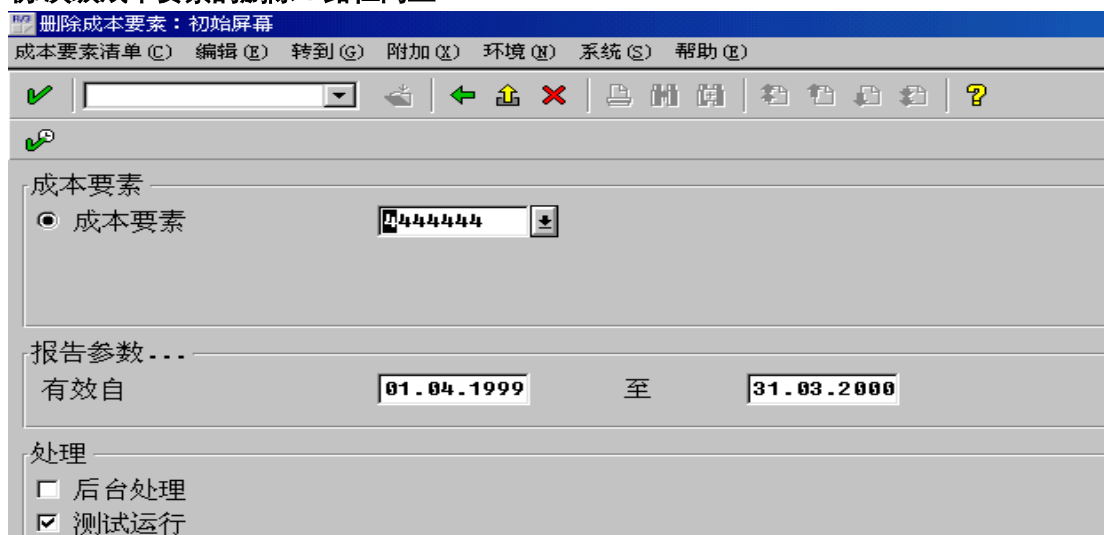 删除成本要素：初始屏幕
成本要素清单(C) 编辑(E) 转到(G) 附加(X) 环境(N) 系统(S) 帮助(E)
成本要素
成本要素 4444444
报告参数...
有效自 01.04.1999 至 31.03.2000
处理
后台处理
测试运行